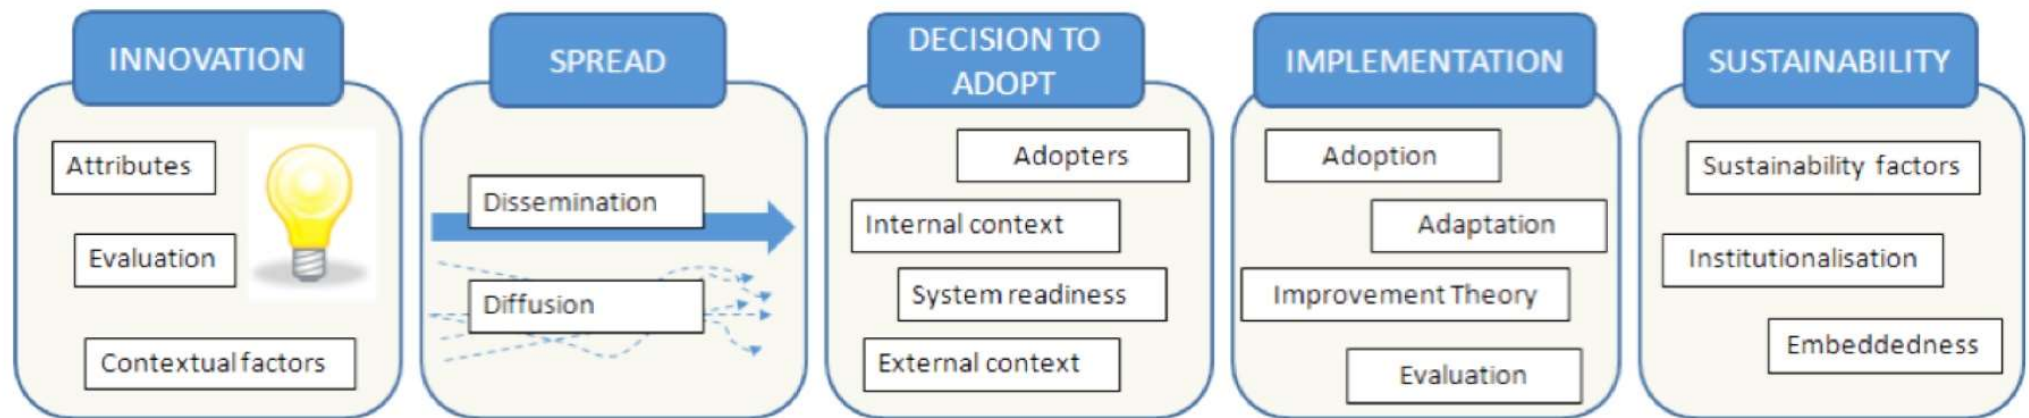 INNOVATION
Attributes
Evaluation
Contextual factors
SPREAD
Dissemination
Diffusion
DECISION TO
ADOPT
Adopters
Internal context
System readiness
External context
IMPLEMENTATION
Adoption
Adaptation
Improvement Theory
Evaluation
SUSTAINABILITY
Sustainability factors
Institutionalisation
Embeddedness